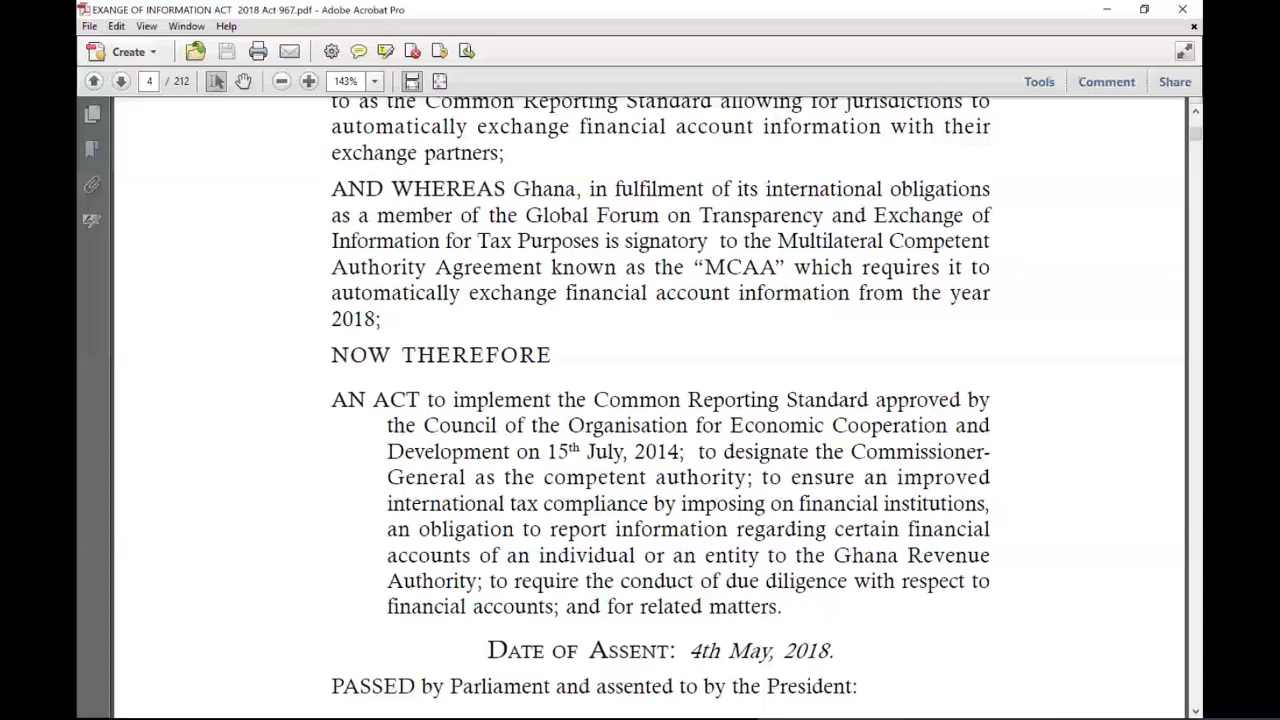 EXANGE OF INFORMATION ACT 2018 Act 967.pdf - Adobe Acrobat Pro
File Edit View Window Help
Create
4 / 212 143% Tools Comment Share
to as the Common Reporting Standard allowing for jurisdictions to
automatically exchange financial account information with their
exchange partners;
AND WHEREAS Ghana, in fulfilment of its international obligations
as a member of the Global Forum on Transparency and Exchange of
Information for Tax Purposes is signatory to the Multilateral Competent
Authority Agreement known as the “MCAA” which requires it to
automatically exchange financial account information from the year
2018;
NOW THEREFORE
AN ACT to implement the Common Reporting Standard approved by
the Council of the Organisation for Economic Cooperation and
Development on 15th July, 2014; to designate the Commissioner-
General as the competent authority; to ensure an improved
international tax compliance by imposing on financial institutions,
an obligation to report information regarding certain financial
accounts of an individual or an entity to the Ghana Revenue
Authority; to require the conduct of due diligence with respect to
financial accounts; and for related matters.
DATE OF ASSENT: 4th May, 2018.
PASSED by Parliament and assented to by the President: